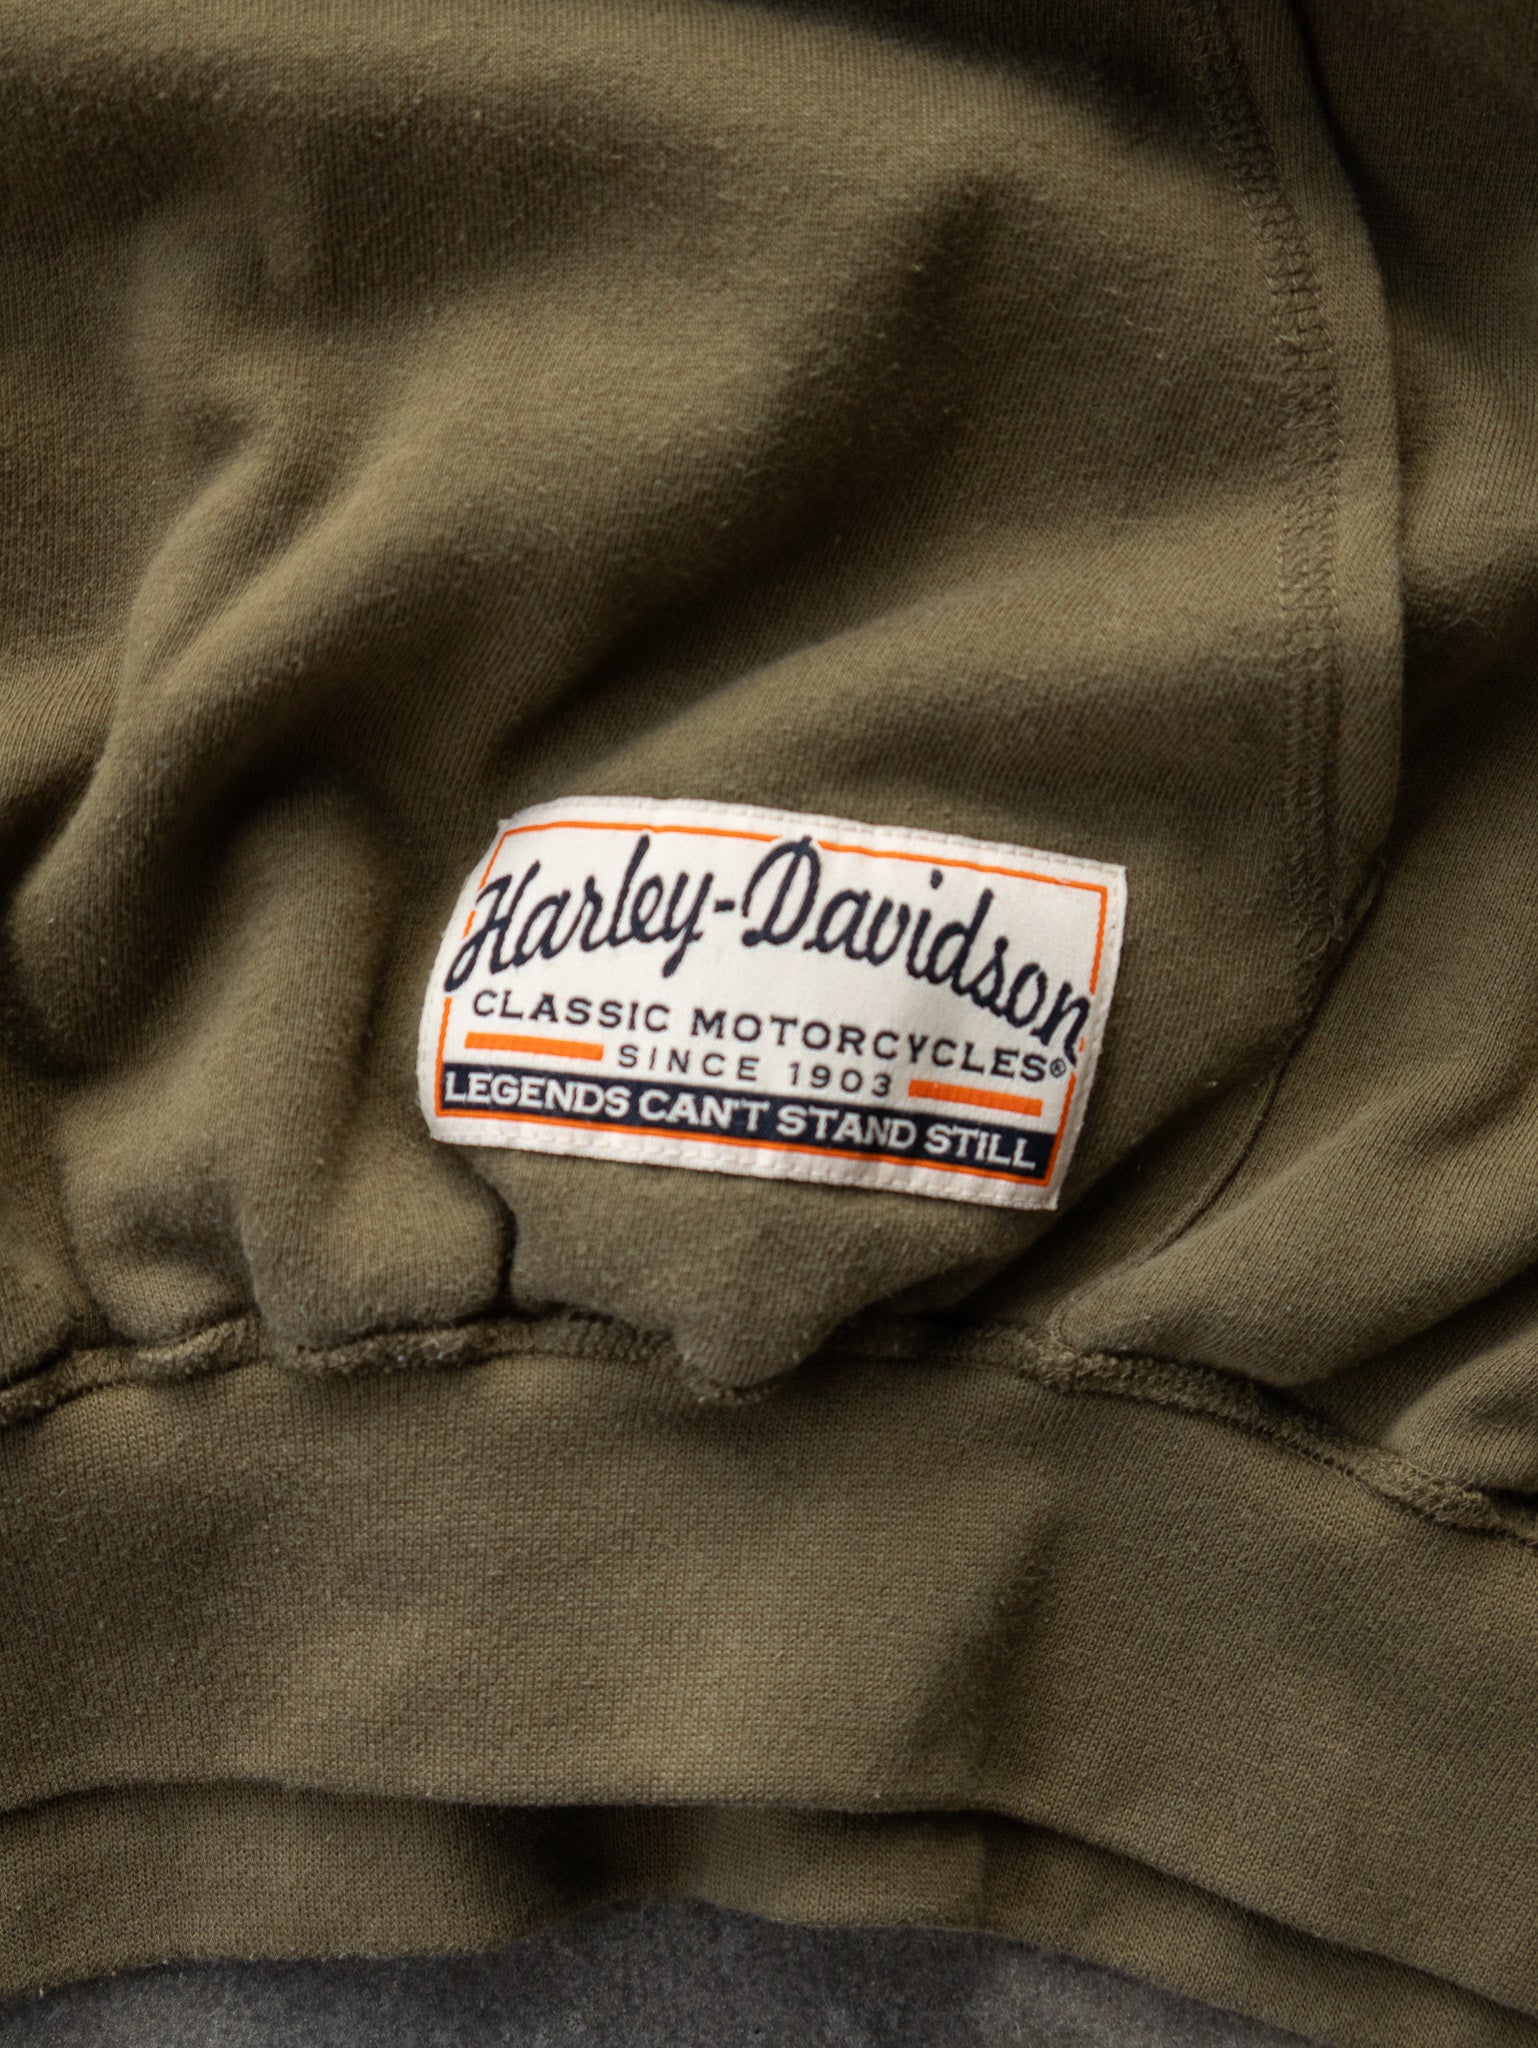 Harley-Davidson
CLASSIC MOTORCYCLES®
SINCE 1903
LEGENDS CAN'T STAND STILL